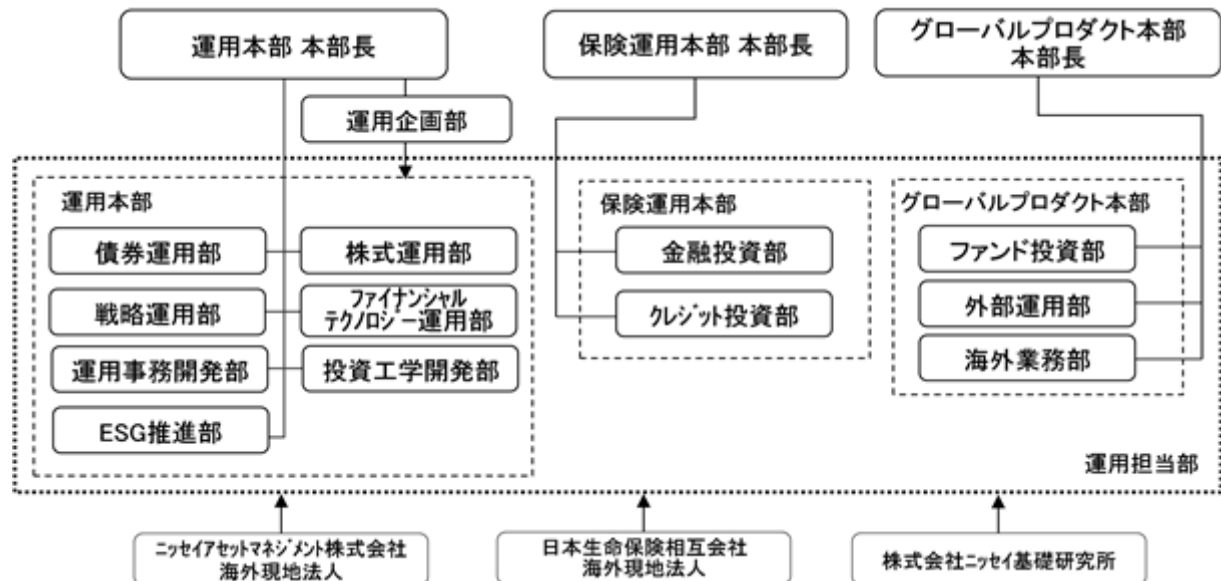 運用本部 本部長
保険運用本部 本部長
グローバルプロダクト本部
本部長
運用企画部
運用本部
債券運用部
株式運用部
戦略運用部
ファイナンシャル
テクノロジー運用部
運用事務開発部
投資工学開発部
ESG推進部
保険運用本部
金融投資部
クレジット投資部
グローバルプロダクト本部
ファンド投資部
外部運用部
海外業務部
運用担当部
ニッセイアセットマネジメント株式会社
海外現地法人
日本生命保険相互会社
海外現地法人
株式会社ニッセイ基礎研究所